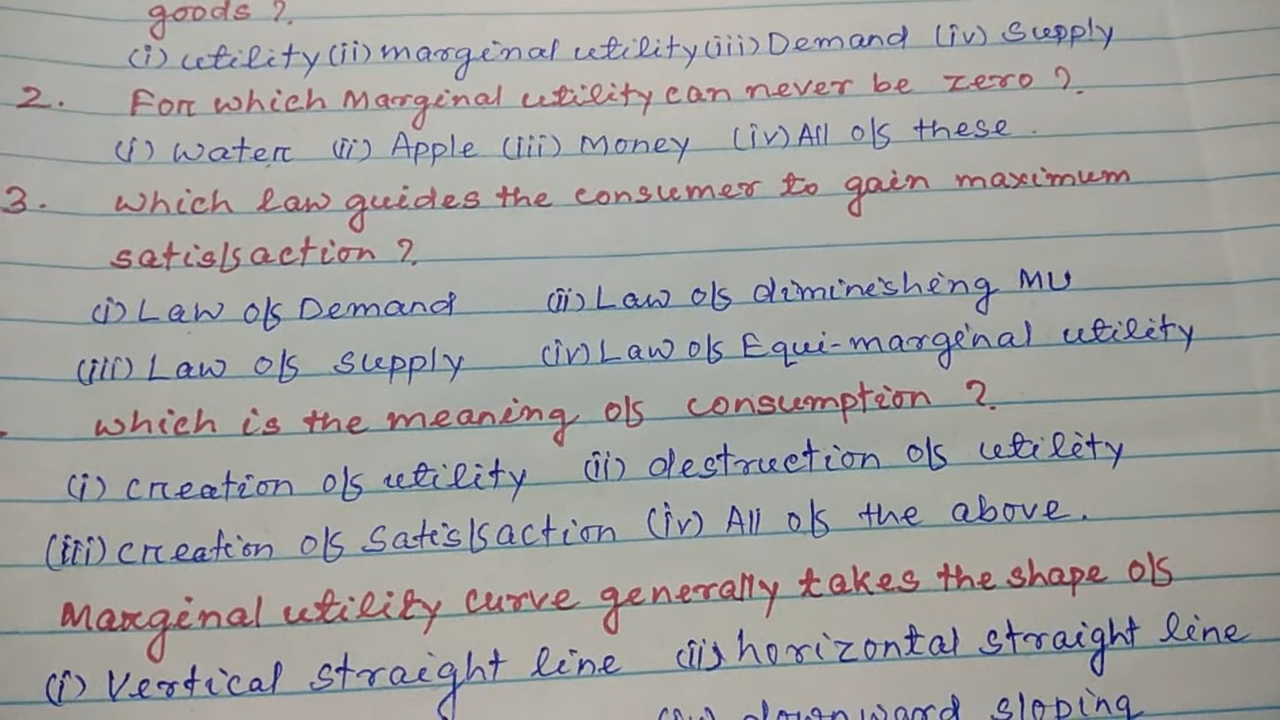 goods ?
(i) utility (ii) marginal utility (iii) Demand (iv) Supply
2. For which Marginal utility can never be zero ?
(i) water (ii) Apple (iii) Money (iv) All of these.
3. which law guides the consumer to gain maximum
satisfaction ?
(i) Law of Demand (ii) Law of diminishing MU
(iii) Law of supply (iv) Law of Equi-marginal utility
which is the meaning of consumption ?
(i) creation of utility (ii) destruction of utility
(iii) creation of Satisfaction (iv) All of the above.
Marginal utility curve generally takes the shape of
(i) Vertical straight line (ii) horizontal straight line
(iv) downward sloping